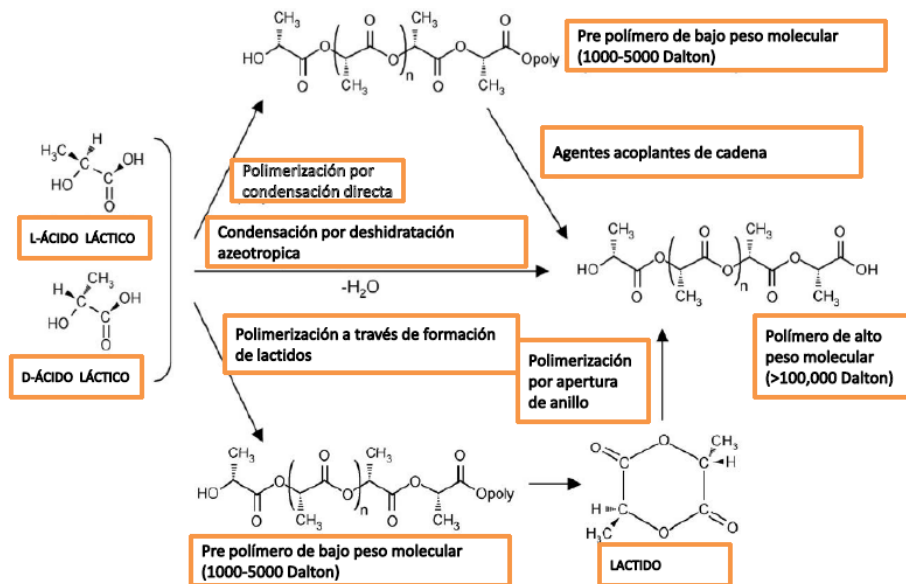 CH₃
O
CH₃
O
HO
O
O
O
O
Opoly
O
CH₃
n
O
CH₃
Pre polímero de bajo peso molecular
(1000-5000 Dalton)
Agentes acoplantes de cadena
H
H₃C
C
OH
HO
C
O
L-ÁCIDO LÁCTICO
Polimerización por
condensación directa
Condensación por deshidratación
azeotropica
-H₂O
CH₃
O
CH₃
O
HO
O
O
O
O
OH
O
CH₃
n
O
CH₃
CH₃
H
C
OH
HO
C
O
D-ÁCIDO LÁCTICO
Polimerización a través de formación
de lactidos
Polimerización
por apertura
de anillo
Polímero de alto
peso molecular
(>100,000 Dalton)
CH₃
O
CH₃
O
HO
O
O
O
O
Opoly
O
CH₃
n
O
CH₃
O
O
CH₃
C
C
H
H
C
C
H₃C
O
O
Pre polímero de bajo peso molecular
(1000-5000 Dalton)
LACTIDO